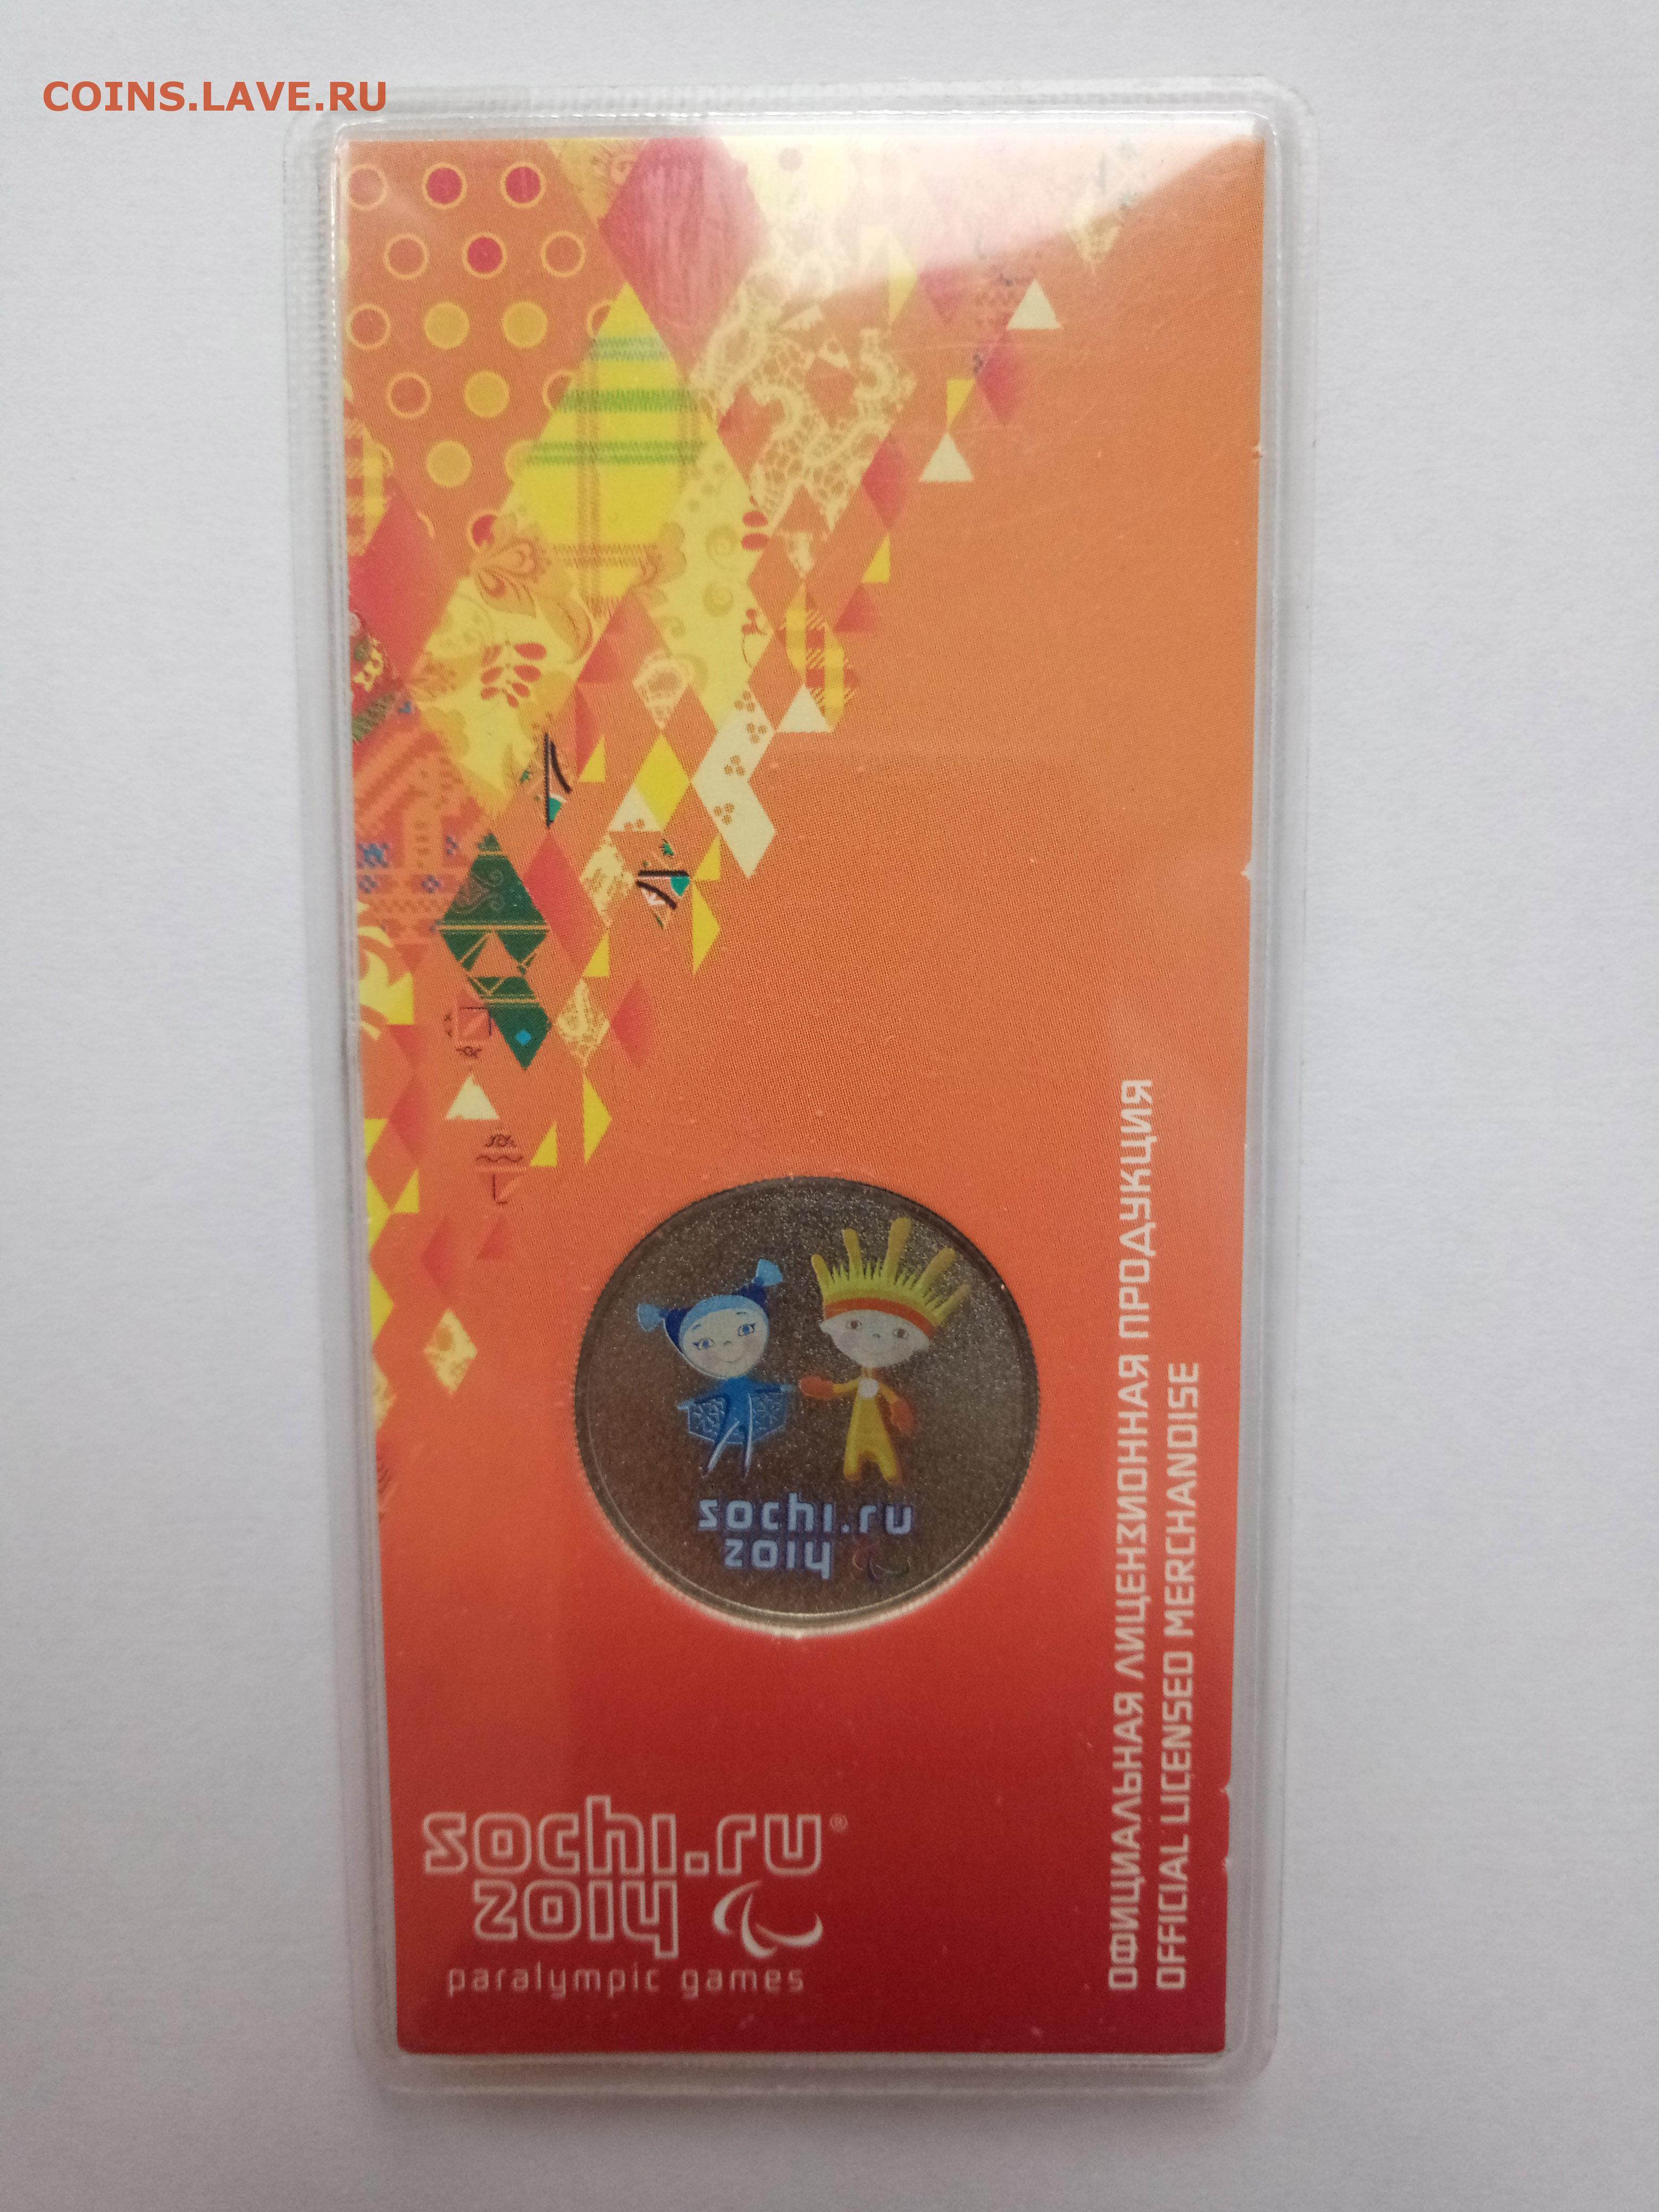 COINS.LAVE.RU
sochi.ru
2014
ОФИЦИАЛЬНАЯ ЛИЦЕНЗИОННАЯ ПРОДУКЦИЯ
OFFICIAL LICENSED MERCHANDISE
sochi.ru®
2014
paralympic games